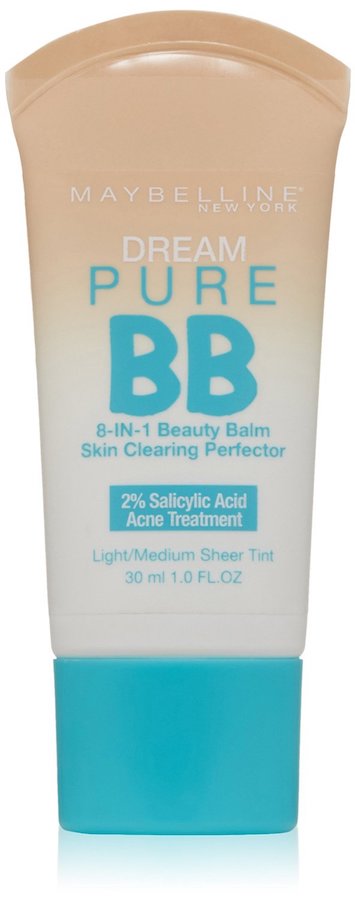 MAYBELLINE®
NEW YORK
DREAM
PURE
BB
8-IN-1 Beauty Balm
Skin Clearing Perfector
2% Salicylic Acid
Acne Treatment
Light/Medium Sheer Tint
30 ml 1.0 FL.OZ